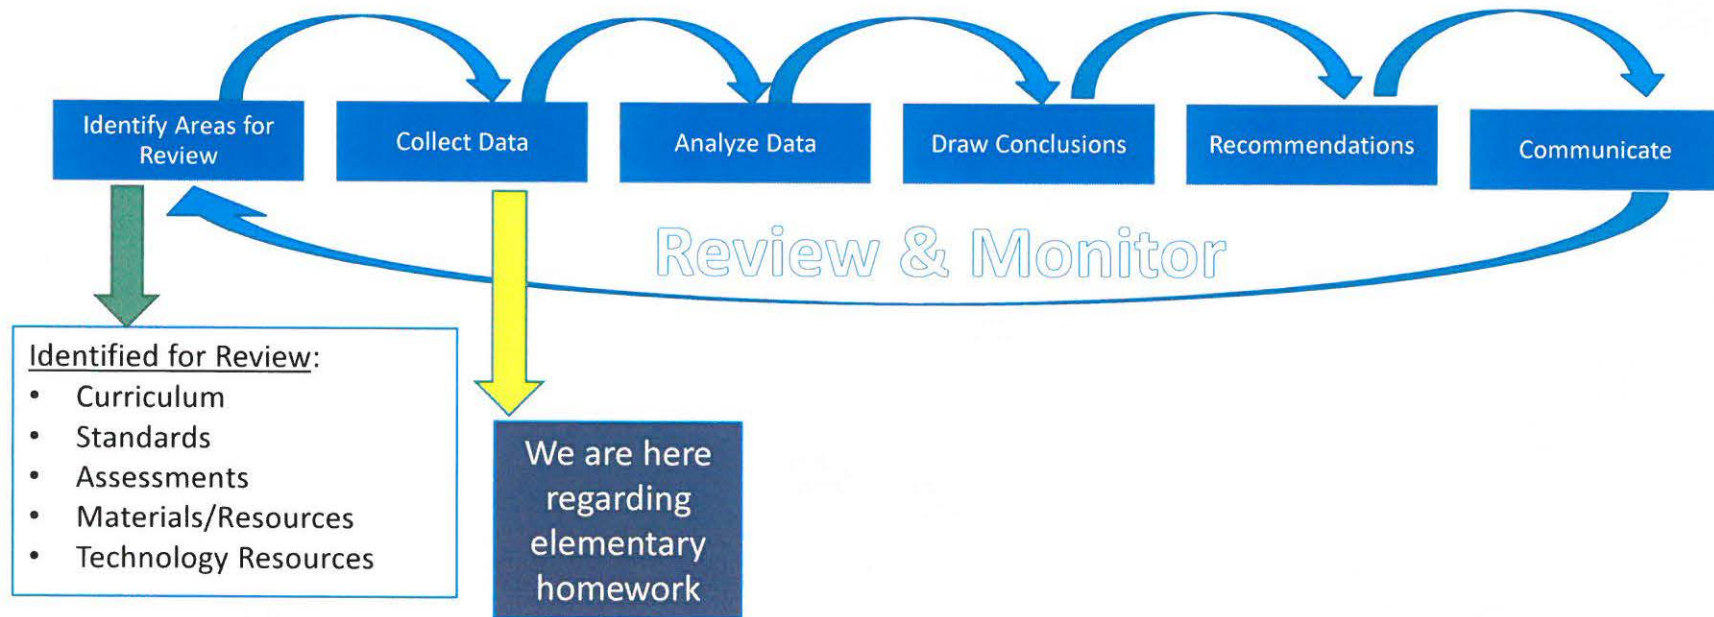 Identify Areas for
Review
Collect Data
Analyze Data
Draw Conclusions
Recommendations
Communicate
Review & Monitor
Identified for Review:
• Curriculum
• Standards
• Assessments
• Materials/Resources
• Technology Resources
We are here
regarding
elementary
homework